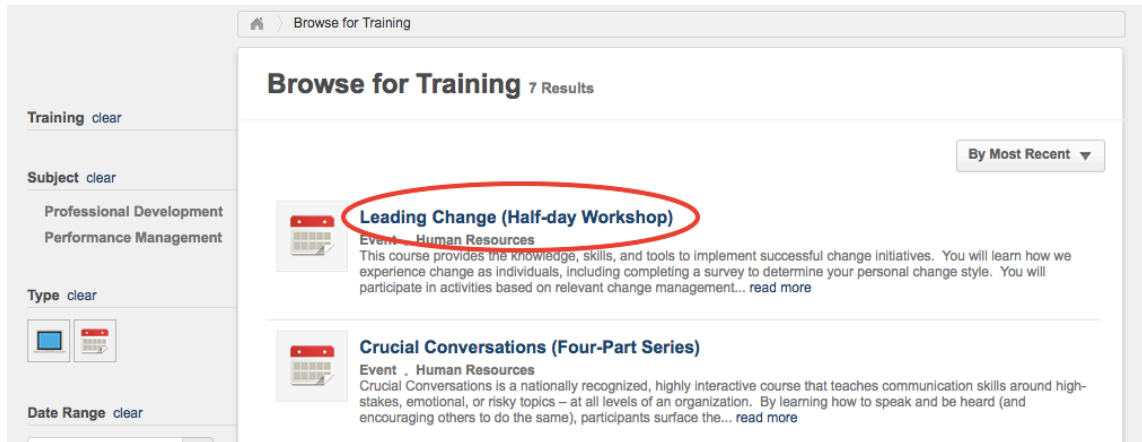 Browse for Training
Browse for Training 7 Results
Training clear
By Most Recent
Subject clear
Professional Development
Performance Management
Leading Change (Half-day Workshop)
Event . Human Resources
This course provides the knowledge, skills, and tools to implement successful change initiatives. You will learn how we
experience change as individuals, including completing a survey to determine your personal change style. You will
participate in activities based on relevant change management... read more
Type clear
Crucial Conversations (Four-Part Series)
Event . Human Resources
Crucial Conversations is a nationally recognized, highly interactive course that teaches communication skills around high-
stakes, emotional, or risky topics – at all levels of an organization. By learning how to speak and be heard (and
encouraging others to do the same), participants surface the... read more
Date Range clear